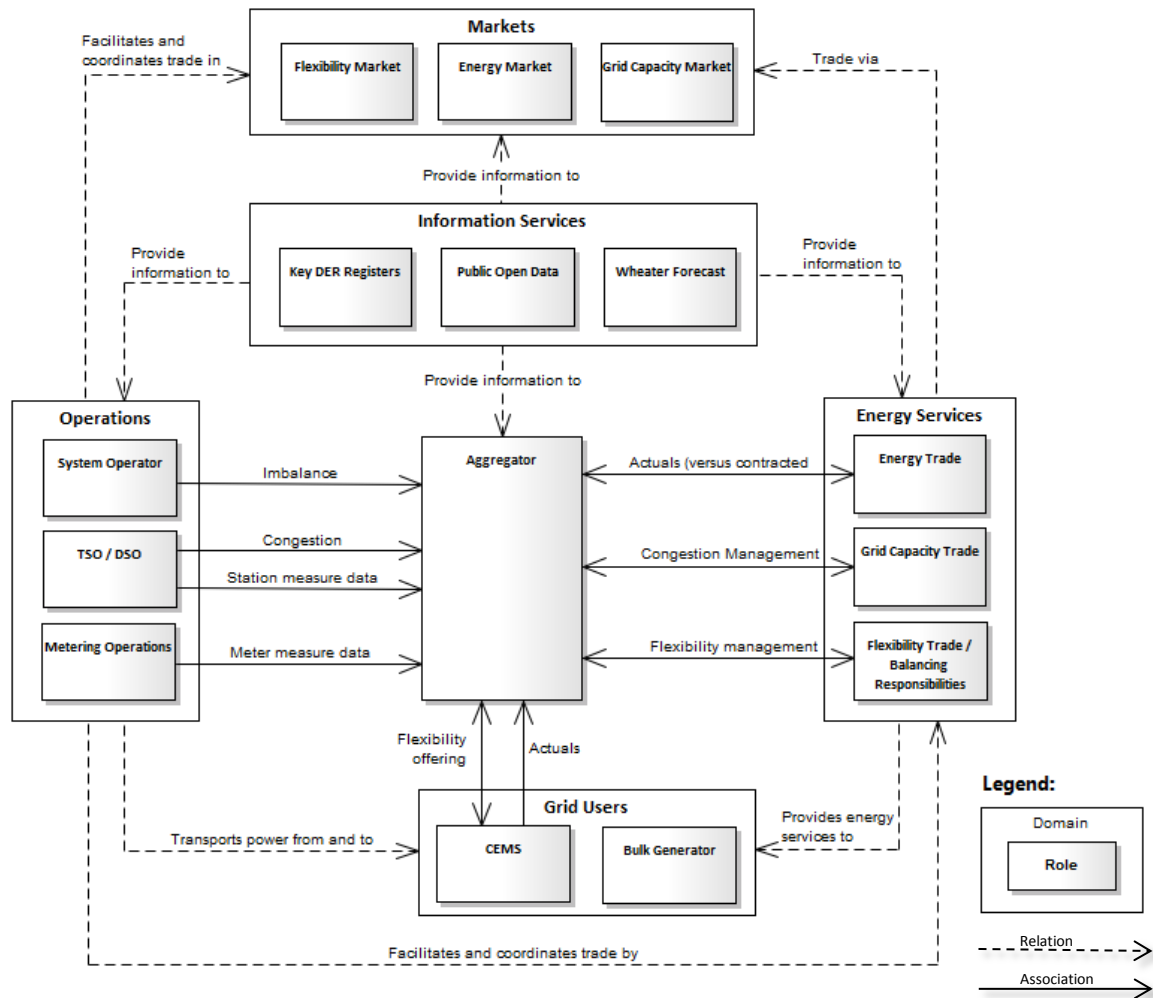 Markets
Facilitates and
coordinates trade in
Flexibility Market
Energy Market
Grid Capacity Market
Trade via
Provide information to
Information Services
Provide
information to
Key DER Registers
Public Open Data
Wheater Forecast
Provide
information to
Provide information to
Operations
System Operator
TSO / DSO
Metering Operations
Imbalance
Congestion
Station measure data
Meter measure data
Aggregator
Actuals (versus contracted
Congestion Management
Flexibility management
Energy Services
Energy Trade
Grid Capacity Trade
Flexibility Trade /
Balancing
Responsibilities
Flexibility
offering
Actuals
Grid Users
CEMS
Bulk Generator
Transports power from and to
Provides energy
services to
Facilitates and coordinates trade by
Legend:
Domain
Role
Relation
Association